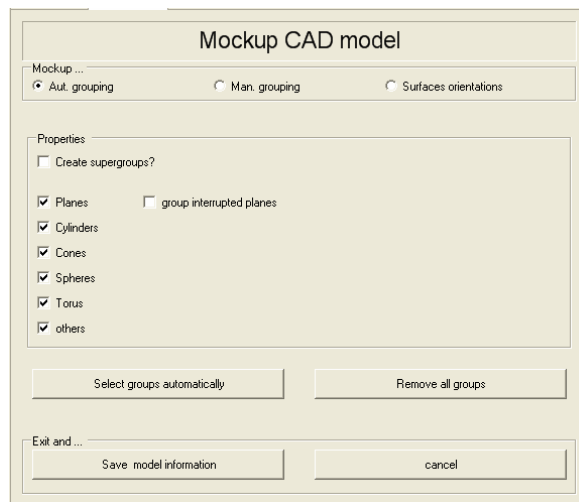 Mockup CAD model
Mockup ...
Aut. grouping Man. grouping Surfaces orientations
Properties
Create supergroups?
Planes group interrupted planes
Cylinders
Cones
Spheres
Torus
others
Select groups automatically Remove all groups
Exit and ...
Save model information cancel